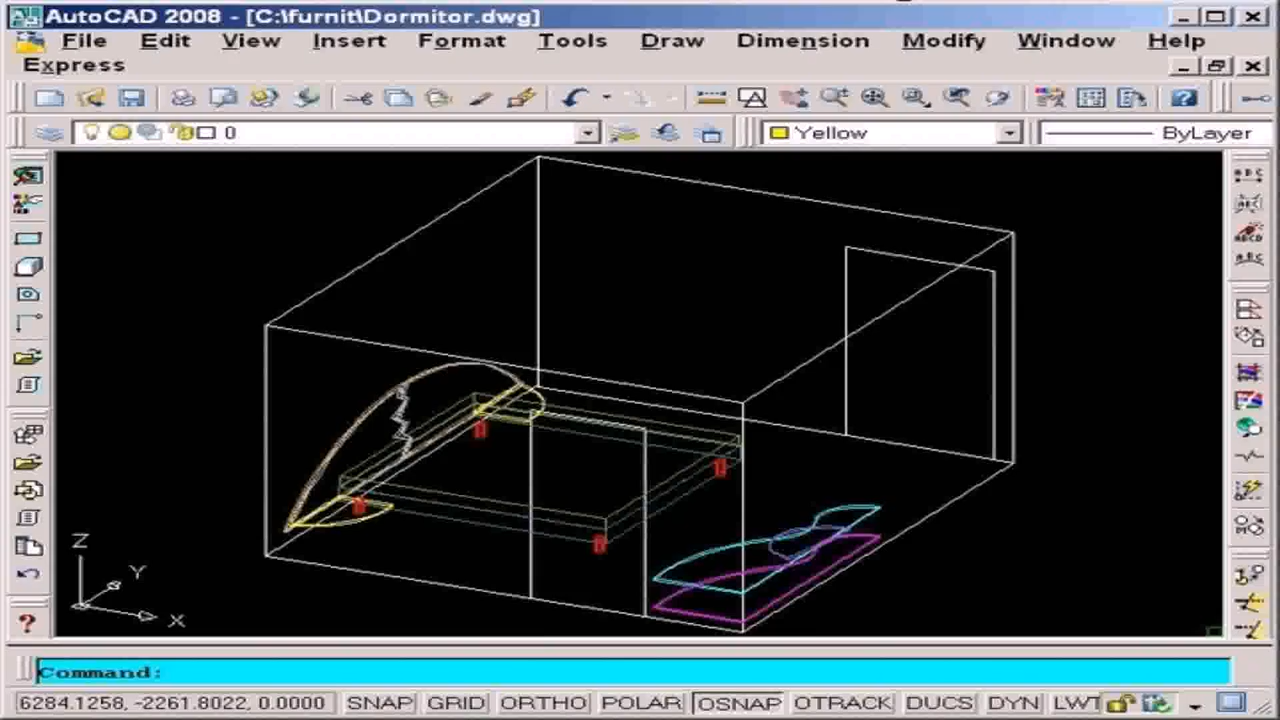 AutoCAD 2008 - [C:\furnit\Dormitor.dwg]
File Edit View Insert Format Tools Draw Dimension Modify Window Help
Express
0 Yellow ByLayer
Z
Y
X
Command:
6284.1258, -2261.8022, 0.0000 SNAP GRID ORTHO POLAR OSNAP OTRACK DUCS DYN LWT